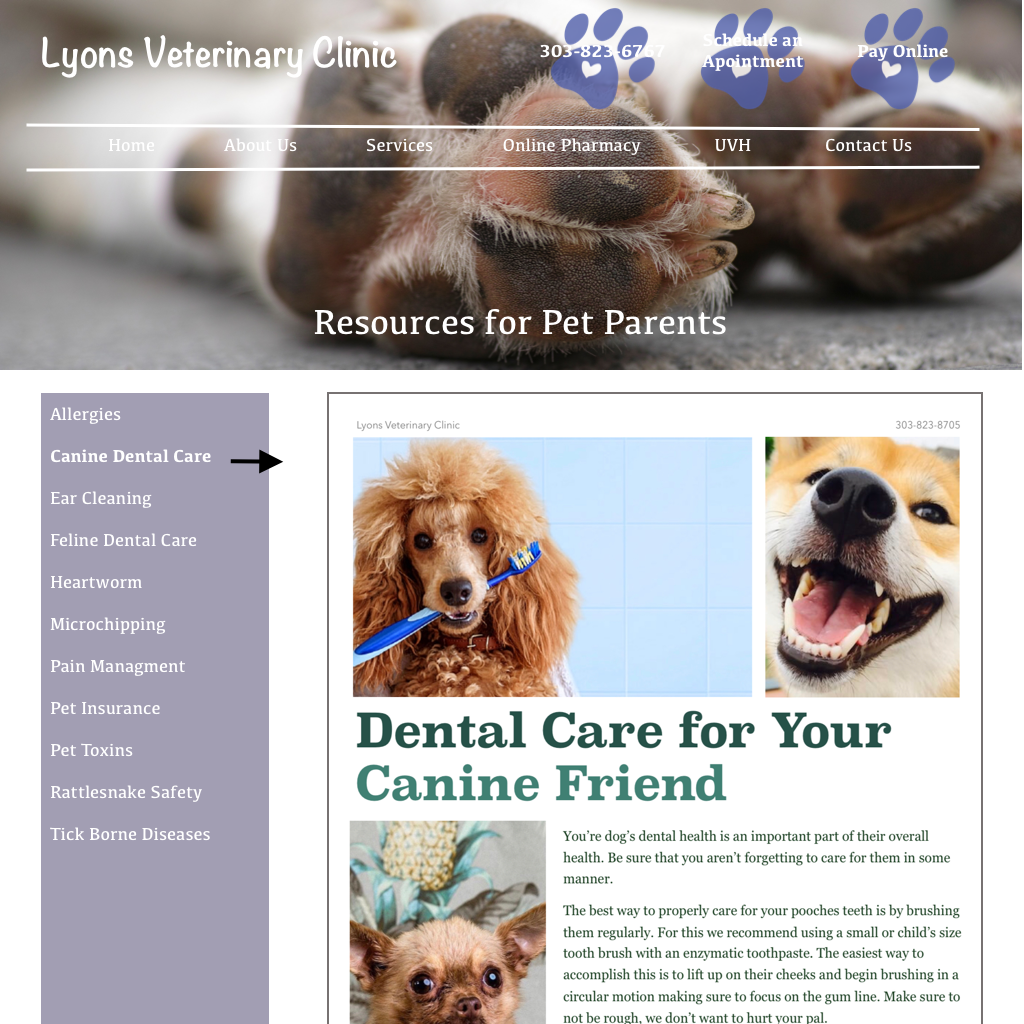 Lyons Veterinary Clinic
303-823-6767
Schedule an
Apointment
Pay Online
Home
About Us
Services
Online Pharmacy
UVH
Contact Us
Resources for Pet Parents
Allergies
Canine Dental Care
Ear Cleaning
Feline Dental Care
Heartworm
Microchipping
Pain Managment
Pet Insurance
Pet Toxins
Rattlesnake Safety
Tick Borne Diseases
Lyons Veterinary Clinic
303-823-8705
Dental Care for Your
Canine Friend
You’re dog’s dental health is an important part of their overall
health. Be sure that you aren’t forgetting to care for them in some
manner.
The best way to properly care for your pooches teeth is by brushing
them regularly. For this we recommend using a small or child’s size
tooth brush with an enzymatic toothpaste. The easiest way to
accomplish this is to lift up on their cheeks and begin brushing in a
circular motion making sure to focus on the gum line. Make sure to
not be rough, we don’t want to hurt your pal.